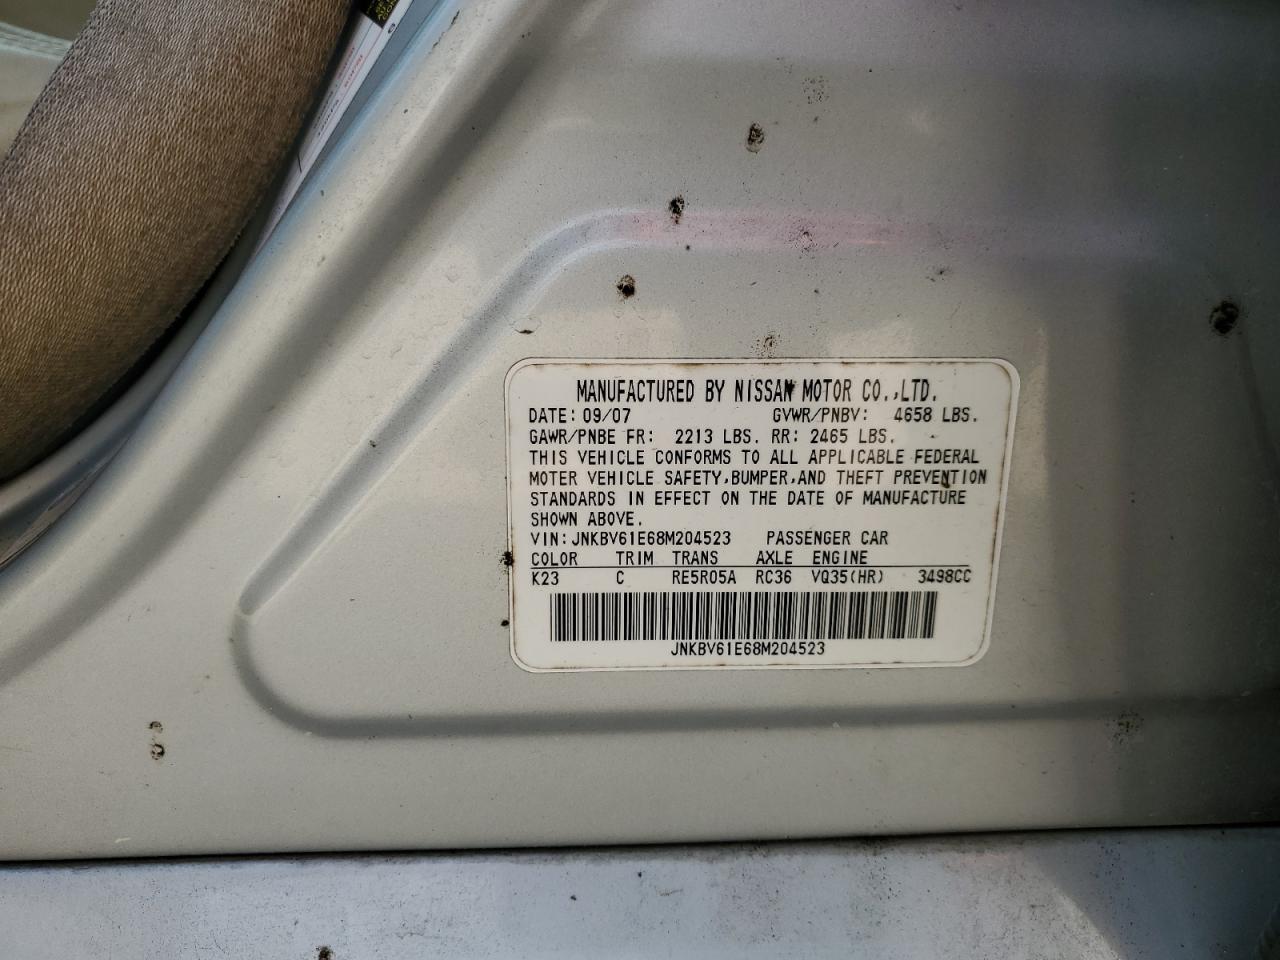 MANUFACTURED BY NISSAN MOTOR CO.,LTD.
DATE: 09/07 GVWR/PNBV: 4658 LBS.
GAWR/PNBE FR: 2213 LBS. RR: 2465 LBS.
THIS VEHICLE CONFORMS TO ALL APPLICABLE FEDERAL
MOTOR VEHICLE SAFETY,BUMPER,AND THEFT PREVENTION
STANDARDS IN EFFECT ON THE DATE OF MANUFACTURE
SHOWN ABOVE.
VIN: JNKBV61E68M204523 PASSENGER CAR
COLOR TRIM TRANS AXLE ENGINE
K23 C RE5R05A RC36 VQ35(HR) 3498CC
JNKBV61E68M204523